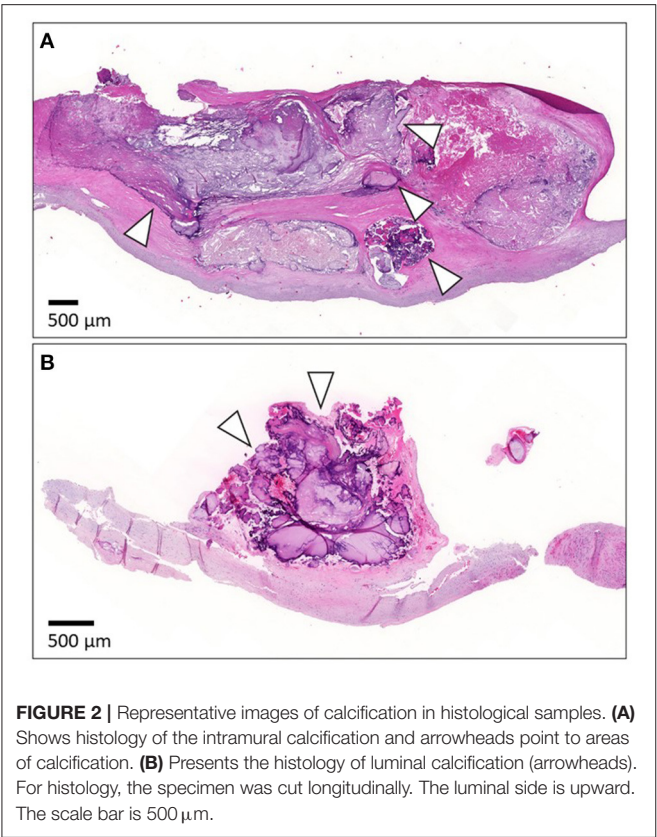 A
500 µm
B
500 µm
FIGURE 2 | Representative images of calcification in histological samples. (A)
Shows histology of the intramural calcification and arrowheads point to areas
of calcification. (B) Presents the histology of luminal calcification (arrowheads).
For histology, the specimen was cut longitudinally. The luminal side is upward.
The scale bar is 500 µm.